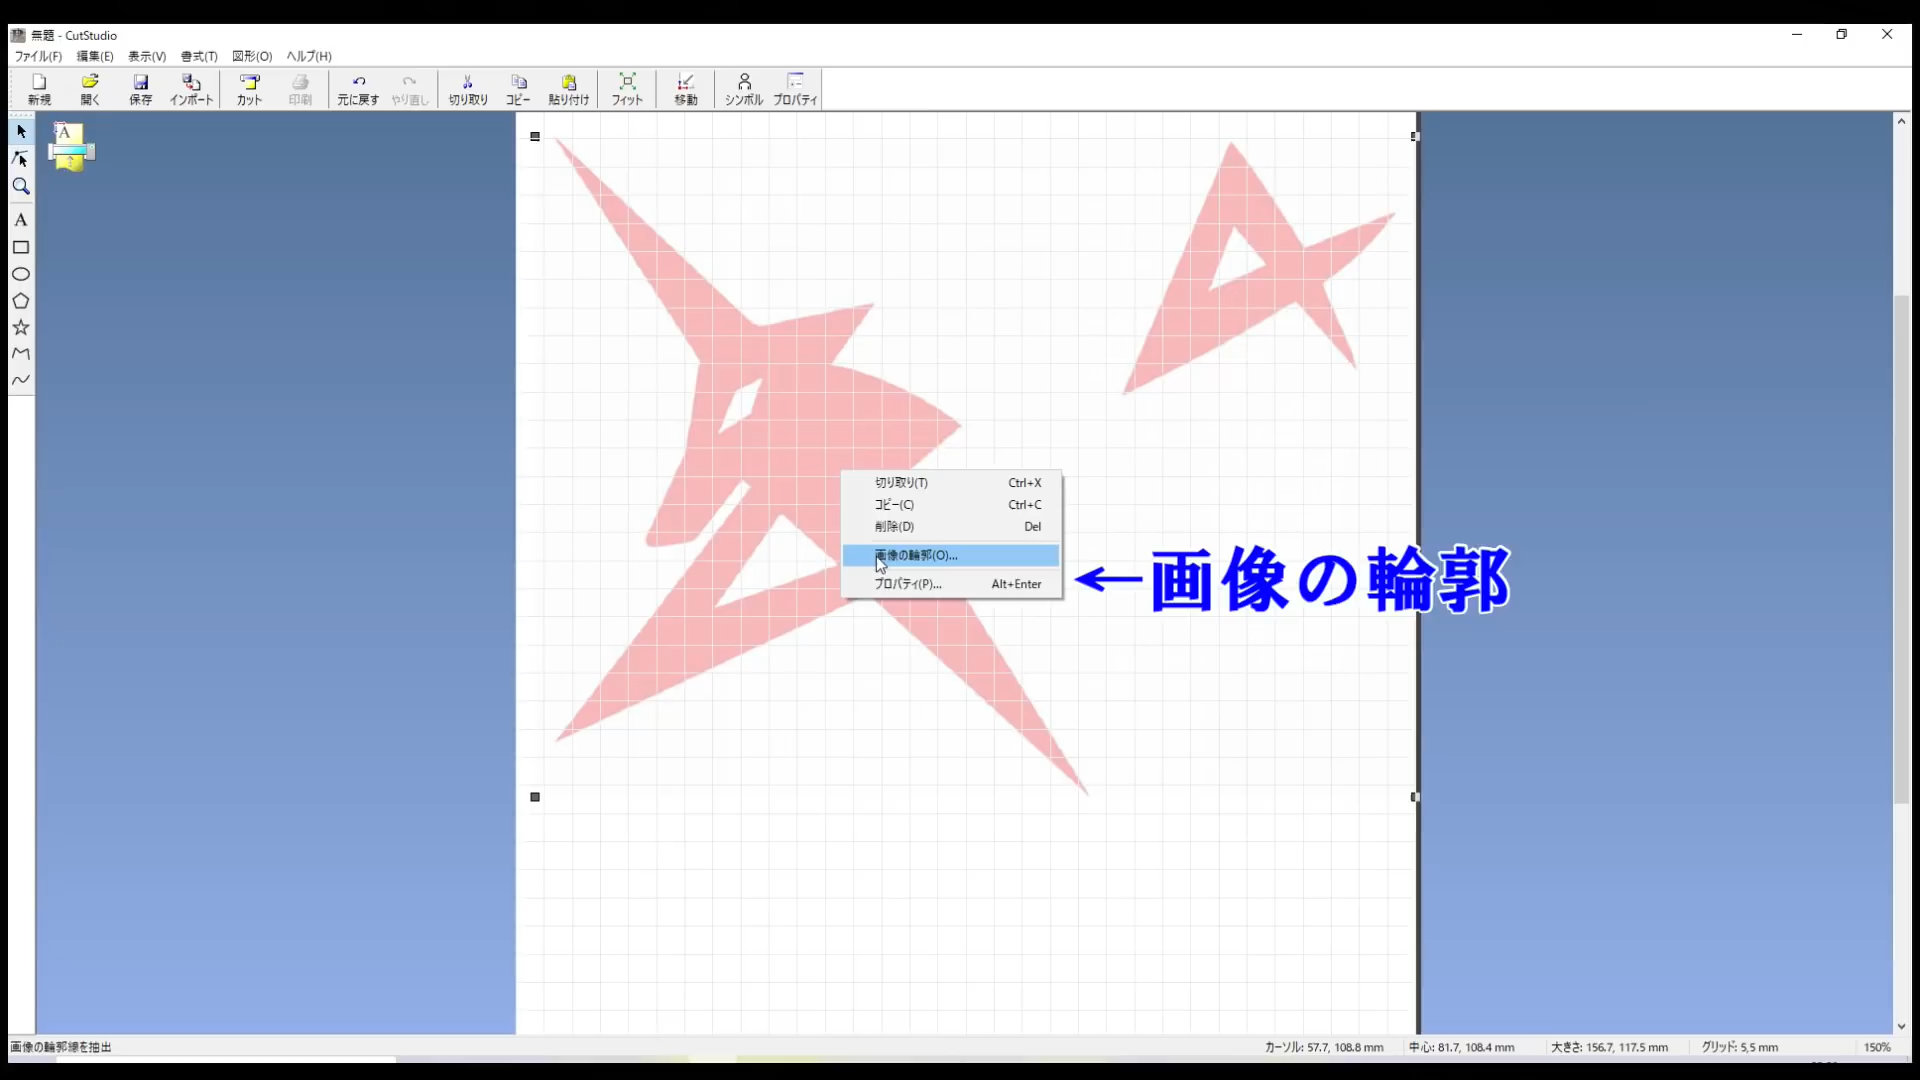 無題 - CutStudio
ファイル(F) 編集(E) 表示(V) 書式(T) 図形(O) ヘルプ(H)
新規 開く 保存 インポート カット 印刷 元に戻す やり直し 切り取り コピー 貼り付け フィット 移動 シンボル プロパティ
A
A
切り取り(T) Ctrl+X
コピー(C) Ctrl+C
削除(D) Del
画像の輪郭(O)...
プロパティ(P)... Alt+Enter
←画像の輪郭
画像の輪郭線を抽出 カーソル: 57.7, 108.8 mm 中心: 81.7, 108.4 mm 大きさ: 156.7, 117.5 mm グリッド: 5,5 mm 150%